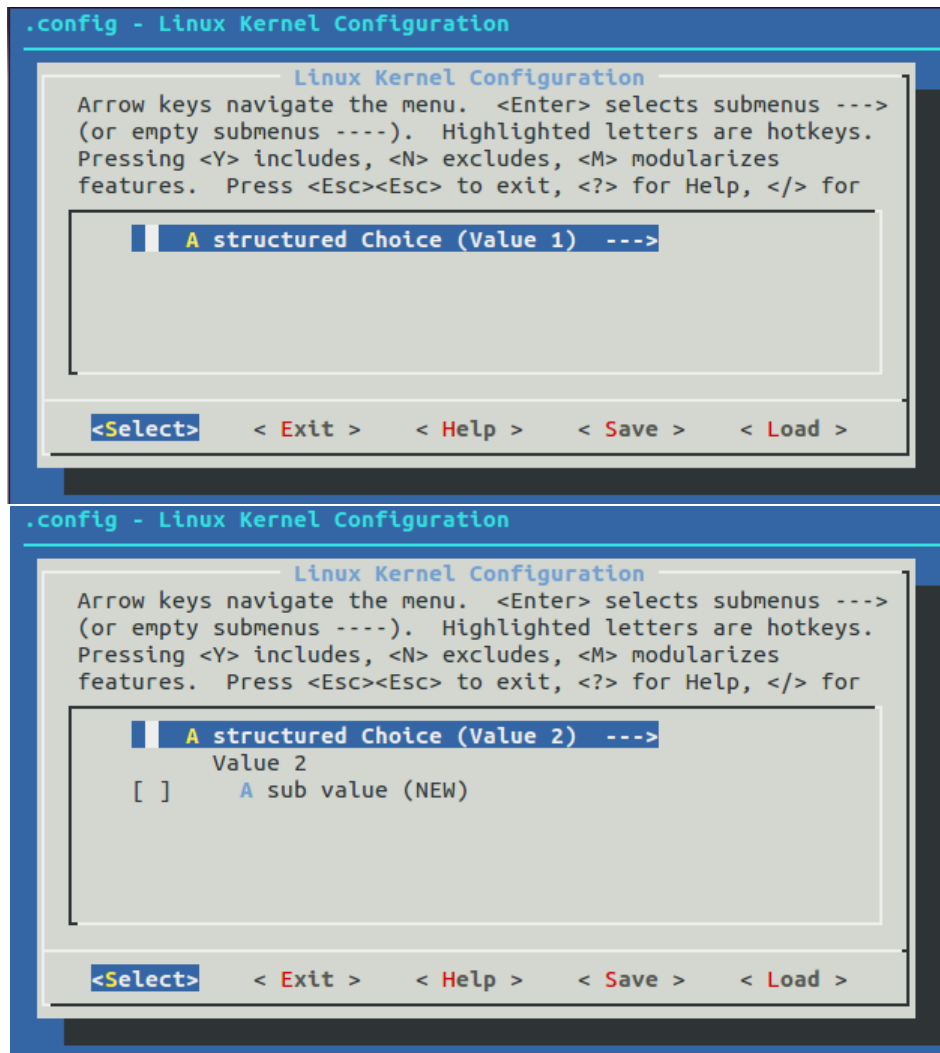 .config - Linux Kernel Configuration
Linux Kernel Configuration
Arrow keys navigate the menu.  <Enter> selects submenus --->
(or empty submenus ----).  Highlighted letters are hotkeys.
Pressing <Y> includes, <N> excludes, <M> modularizes
features.  Press <Esc><Esc> to exit, <?> for Help, </> for
A structured Choice (Value 1)  --->
<Select>    < Exit >    < Help >    < Save >    < Load >
.config - Linux Kernel Configuration
Linux Kernel Configuration
Arrow keys navigate the menu.  <Enter> selects submenus --->
(or empty submenus ----).  Highlighted letters are hotkeys.
Pressing <Y> includes, <N> excludes, <M> modularizes
features.  Press <Esc><Esc> to exit, <?> for Help, </> for
A structured Choice (Value 2)  --->
Value 2
[ ]     A sub value (NEW)
<Select>    < Exit >    < Help >    < Save >    < Load >